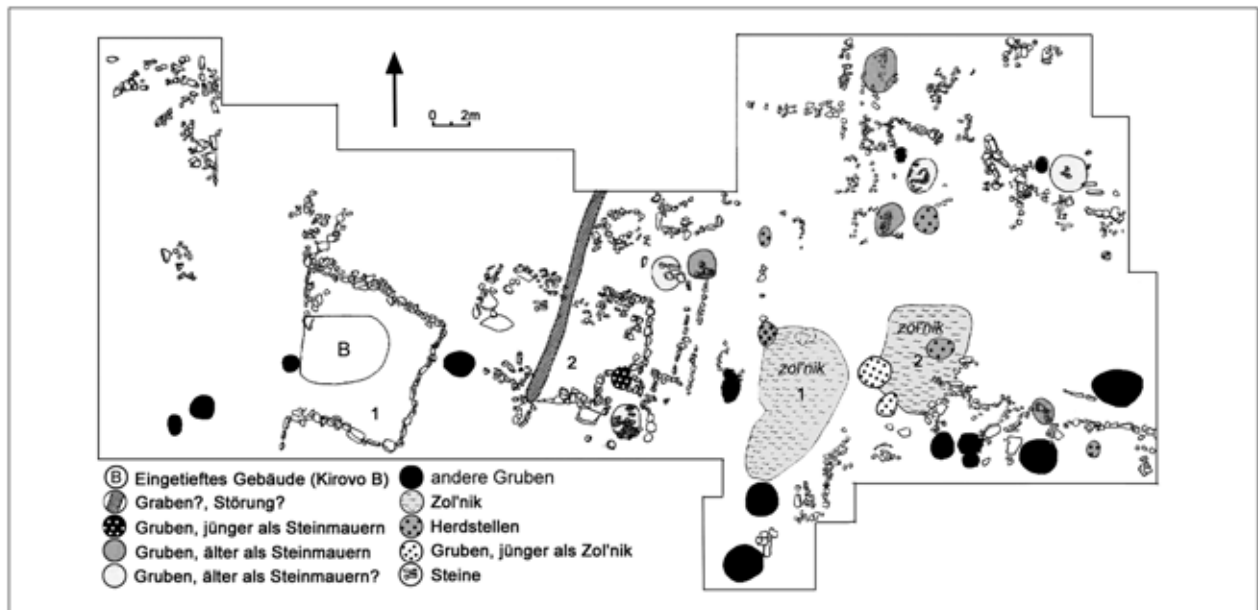 0 2m
B
1
2
zol'nik
1
zol'nik
2
B Eingetieftes Gebäude (Kirovo B)
Graben?, Störung?
Gruben, jünger als Steinmauern
Gruben, älter als Steinmauern
Gruben, älter als Steinmauern?
andere Gruben
Zol'nik
Herdstellen
Gruben, jünger als Zol'nik
Steine